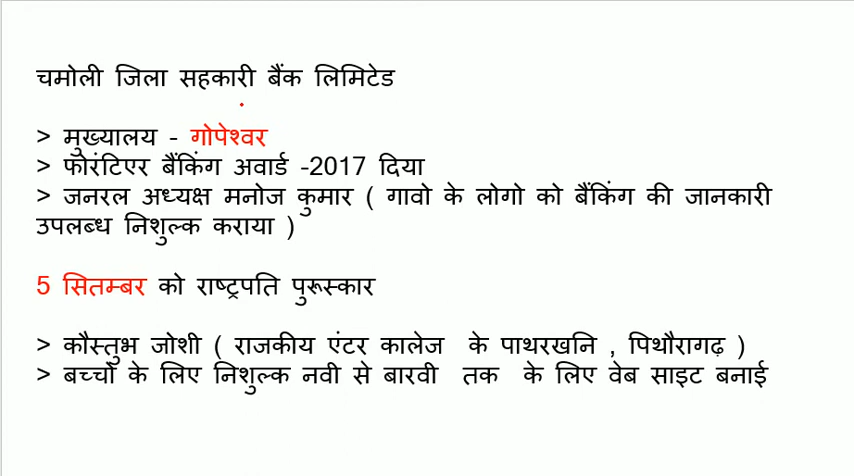 चमोली जिला सहकारी बैंक लिमिटेड
> मुख्यालय - गोपेश्वर
> फोरंटिएर बैंकिंग अवार्ड -2017 दिया
> जनरल अध्यक्ष मनोज कुमार ( गावो के लोगो को बैंकिंग की जानकारी
उपलब्ध निशुल्क कराया )
5 सितम्बर को राष्ट्रपति पुरूस्कार
> कौस्तुभ जोशी ( राजकीय एंटर कालेज के पाथरखनि , पिथौरागढ़ )
> बच्चो के लिए निशुल्क नवी से बारवी तक के लिए वेब साइट बनाई